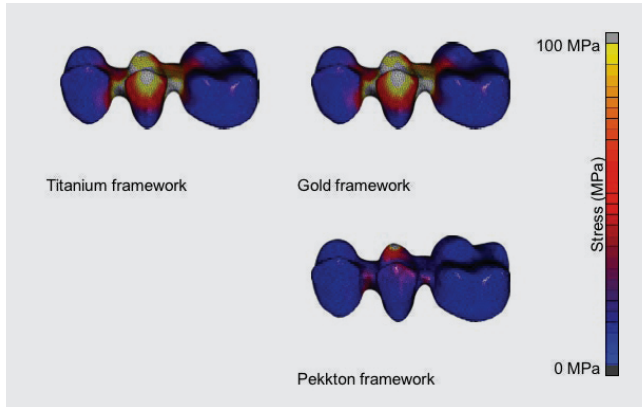 100 MPa
Titanium framework
Gold framework
Stress (MPa)
0 MPa
Pekkton framework